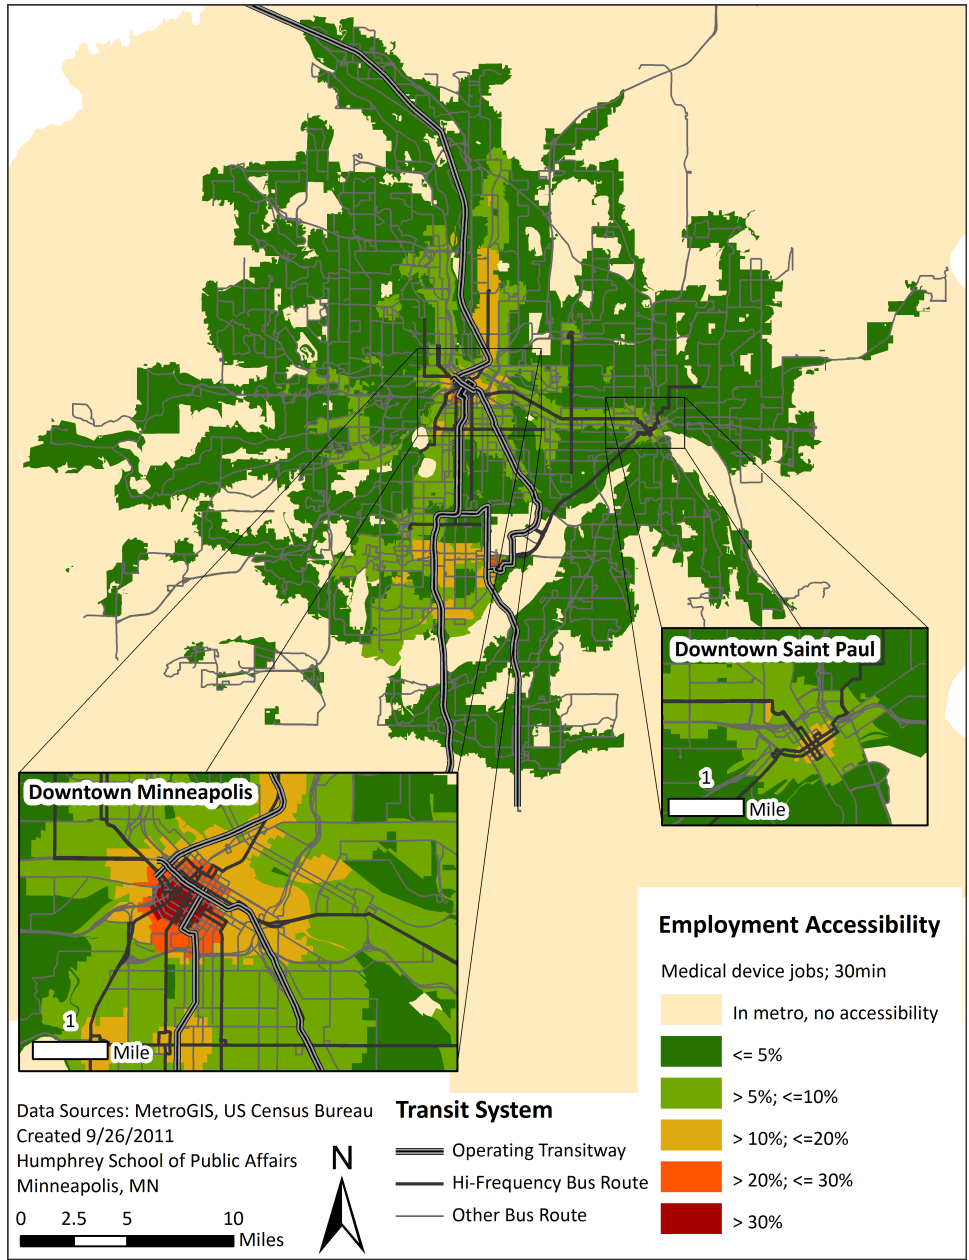 Downtown Saint Paul
1
Mile
Downtown Minneapolis
1
Mile
Employment Accessibility
Medical device jobs; 30min
In metro, no accessibility
<= 5%
> 5%; <=10%
> 10%; <=20%
> 20%; <= 30%
> 30%
Data Sources: MetroGIS, US Census Bureau
Created 9/26/2011
Humphrey School of Public Affairs
Minneapolis, MN
0 2.5 5 10
Miles
N
Transit System
Operating Transitway
Hi-Frequency Bus Route
Other Bus Route